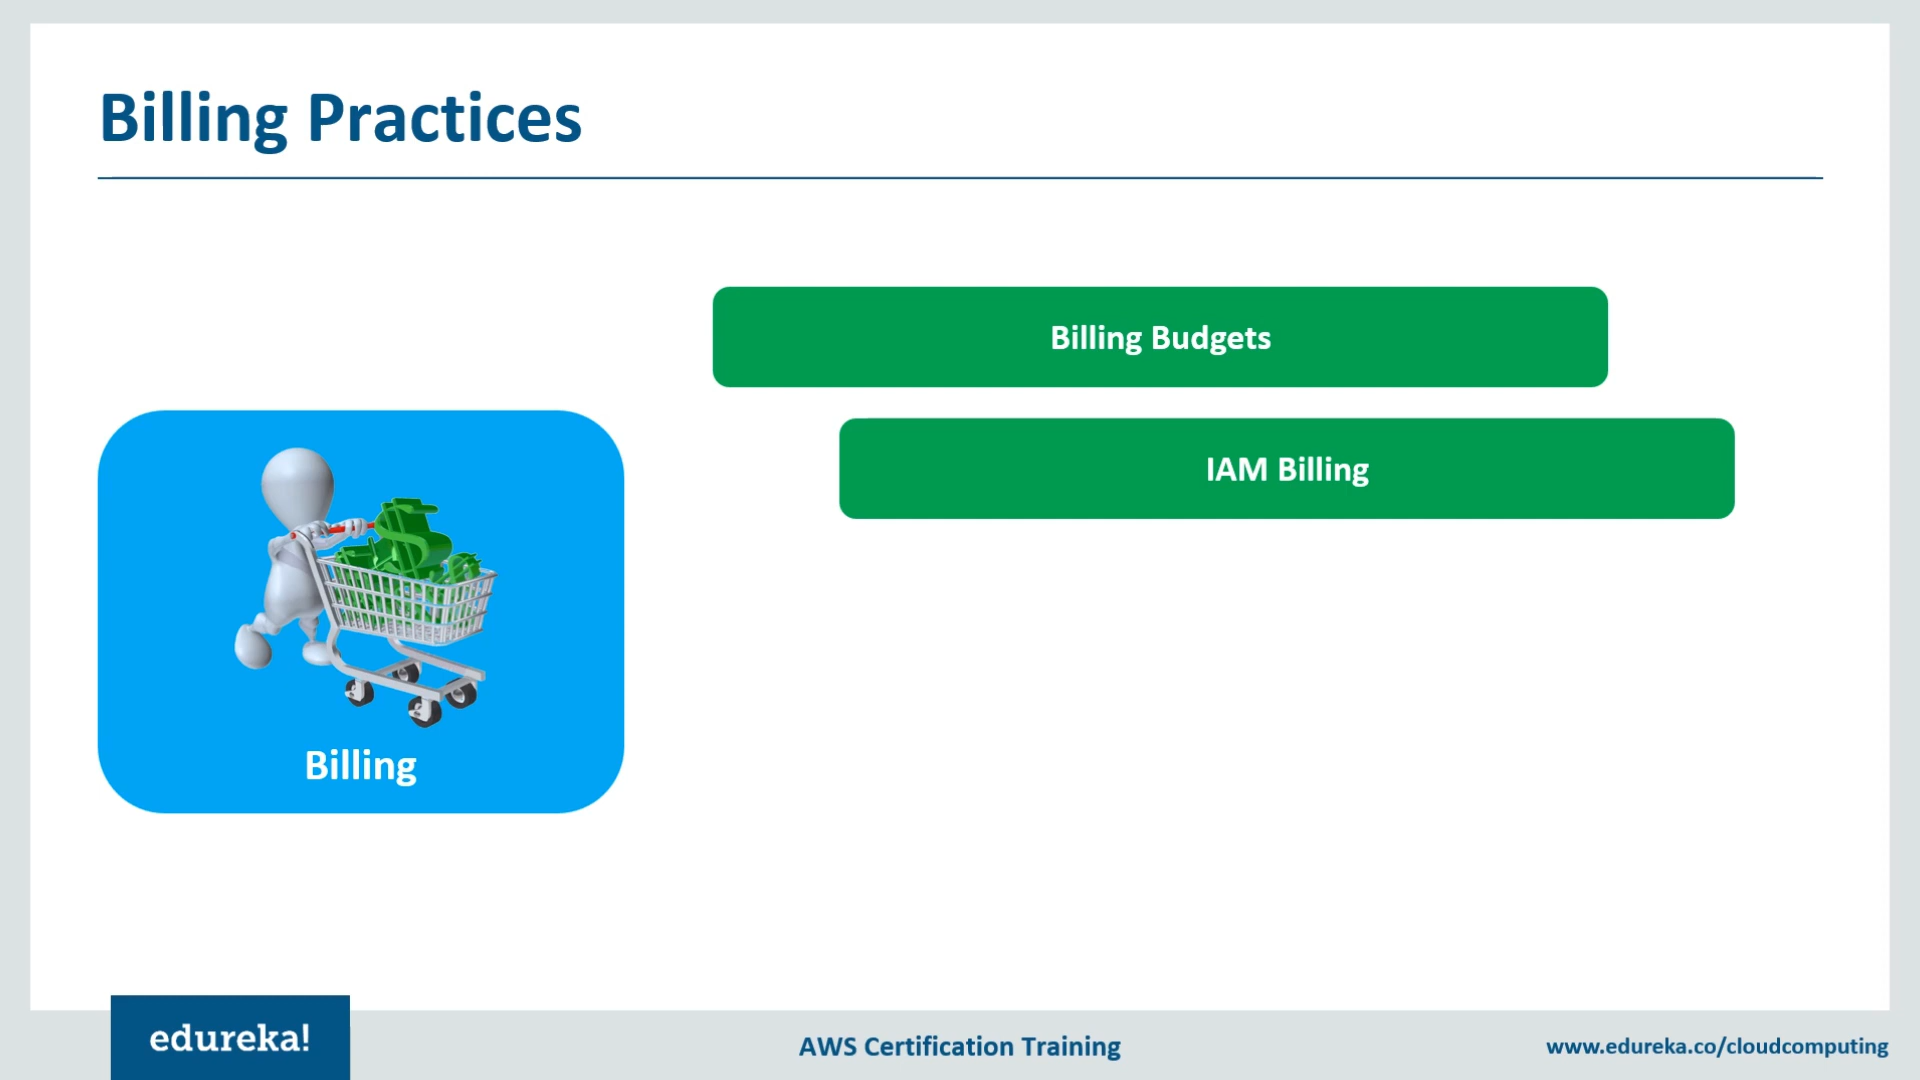 Billing Practices
Billing Budgets
IAM Billing
Billing
edureka!
AWS Certification Training
www.edureka.co/cloudcomputing